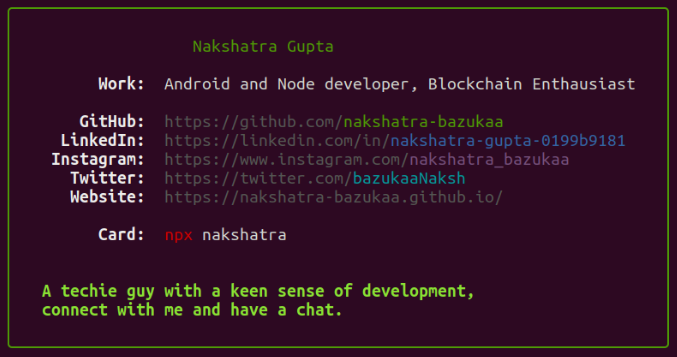 Nakshatra Gupta
Work: Android and Node developer, Blockchain Enthausiast
GitHub: https://github.com/nakshatra-bazukaa
LinkedIn: https://linkedin.com/in/nakshatra-gupta-0199b9181
Instagram: https://www.instagram.com/nakshatra_bazukaa
Twitter: https://twitter.com/bazukaaNaksh
Website: https://nakshatra-bazukaa.github.io/
Card: npx nakshatra
A techie guy with a keen sense of development,
connect with me and have a chat.